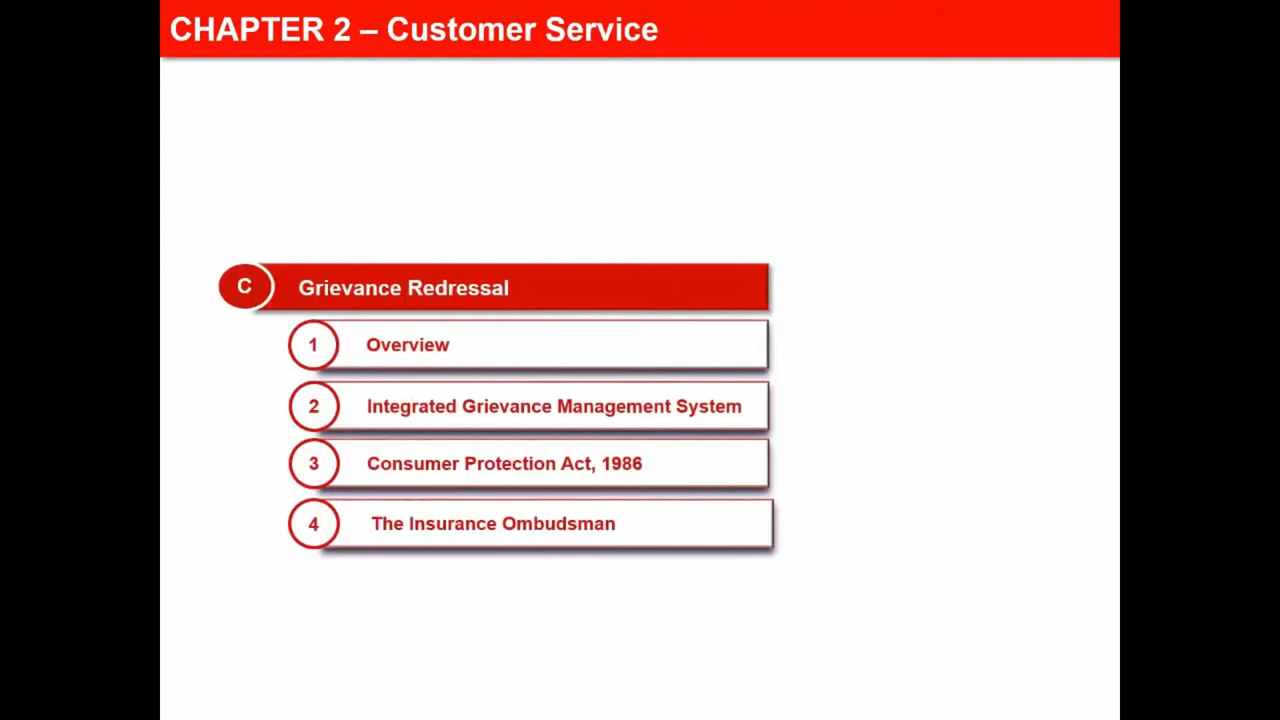 CHAPTER 2 – Customer Service
C Grievance Redressal
1 Overview
2 Integrated Grievance Management System
3 Consumer Protection Act, 1986
4 The Insurance Ombudsman